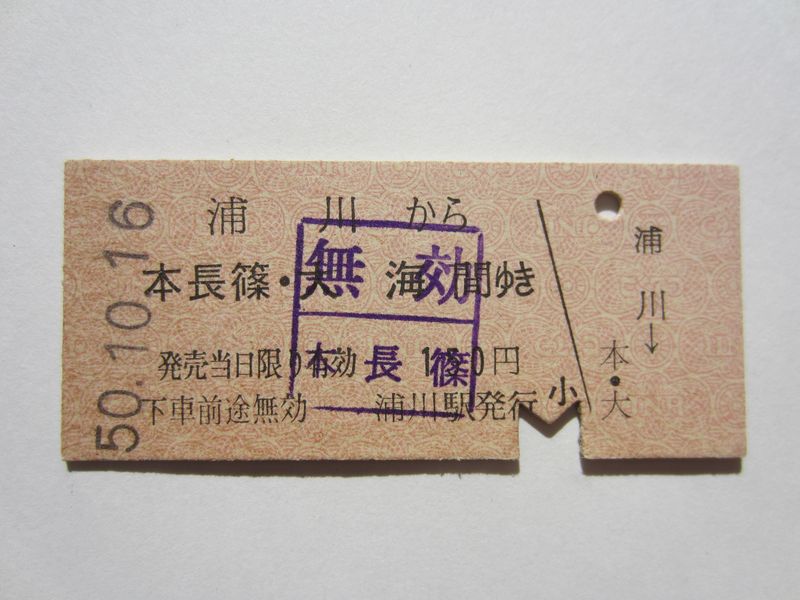 50.10.16
浦 川 から
本長篠・大 海 間ゆき
発売当日限り有効 円
下車前途無効 浦川駅発行
小
無効
本長篠
浦川→
本・大